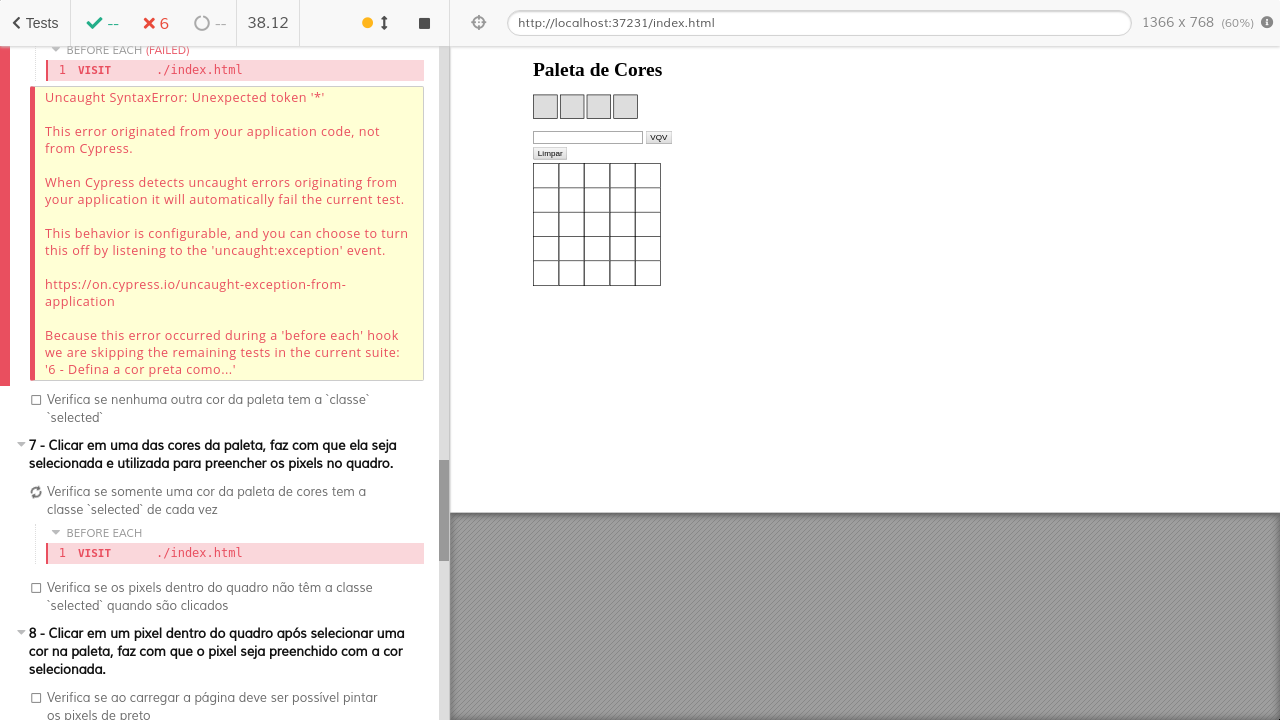 Tests
--
6
--
38.12
http://localhost:37231/index.html
1366 x 768 (60%)
BEFORE EACH (FAILED)
1 VISIT ./index.html
Uncaught SyntaxError: Unexpected token '*'
This error originated from your application code, not
from Cypress.
When Cypress detects uncaught errors originating from
your application it will automatically fail the current test.
This behavior is configurable, and you can choose to turn
this off by listening to the 'uncaught:exception' event.
https://on.cypress.io/uncaught-exception-from-
application
Because this error occurred during a 'before each' hook
we are skipping the remaining tests in the current suite:
'6 - Defina a cor preta como...'
Verifica se nenhuma outra cor da paleta tem a `classe`
`selected`
7 - Clicar em uma das cores da paleta, faz com que ela seja
selecionada e utilizada para preencher os pixels no quadro.
Verifica se somente uma cor da paleta de cores tem a
classe `selected` de cada vez
BEFORE EACH
1 VISIT ./index.html
Verifica se os pixels dentro do quadro não têm a classe
`selected` quando são clicados
8 - Clicar em um pixel dentro do quadro após selecionar uma
cor na paleta, faz com que o pixel seja preenchido com a cor
selecionada.
Verifica se ao carregar a página deve ser possível pintar
os pixels de preto
Paleta de Cores
VQV
Limpar